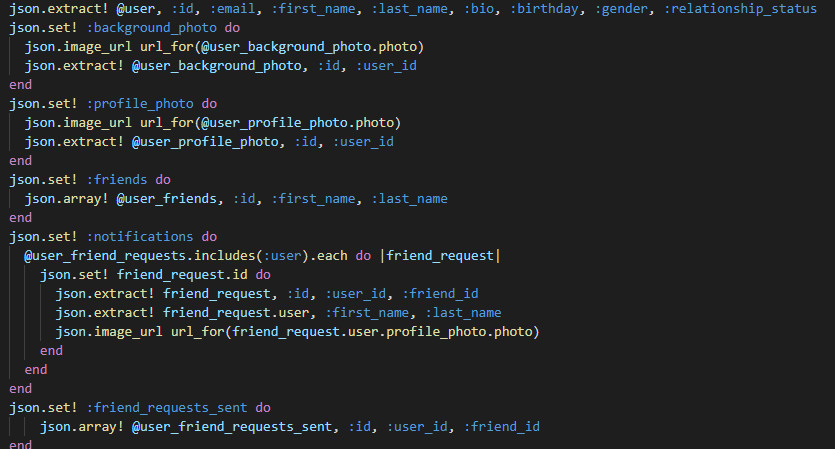 json.extract! @user, :id, :email, :first_name, :last_name, :bio, :birthday, :gender, :relationship_status
json.set! :background_photo do
  json.image_url url_for(@user_background_photo.photo)
  json.extract! @user_background_photo, :id, :user_id
end
json.set! :profile_photo do
  json.image_url url_for(@user_profile_photo.photo)
  json.extract! @user_profile_photo, :id, :user_id
end
json.set! :friends do
  json.array! @user_friends, :id, :first_name, :last_name
end
json.set! :notifications do
  @user_friend_requests.includes(:user).each do |friend_request|
    json.set! friend_request.id do
      json.extract! friend_request, :id, :user_id, :friend_id
      json.extract! friend_request.user, :first_name, :last_name
      json.image_url url_for(friend_request.user.profile_photo.photo)
    end
  end
end
json.set! :friend_requests_sent do
    json.array! @user_friend_requests_sent, :id, :user_id, :friend_id
end